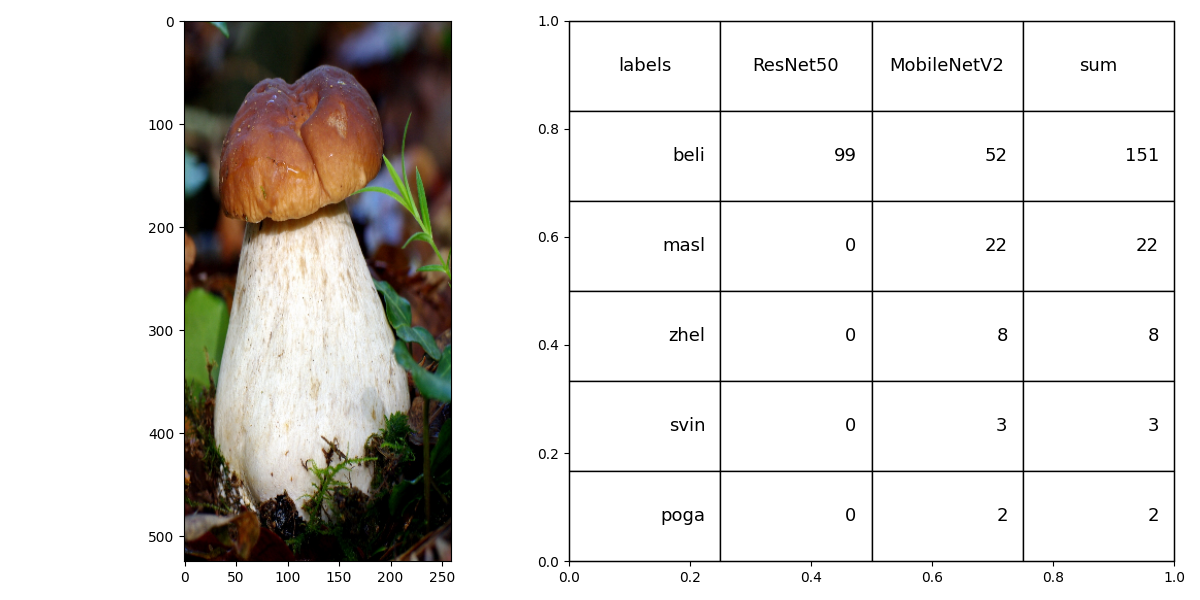 0
100
200
300
400
500
0 50 100 150 200 250
1.0
0.8
0.6
0.4
0.2
0.0
0.0 0.2 0.4 0.6 0.8 1.0
labels ResNet50 MobileNetV2 sum
beli 99 52 151
masl 0 22 22
zhel 0 8 8
svin 0 3 3
poga 0 2 2